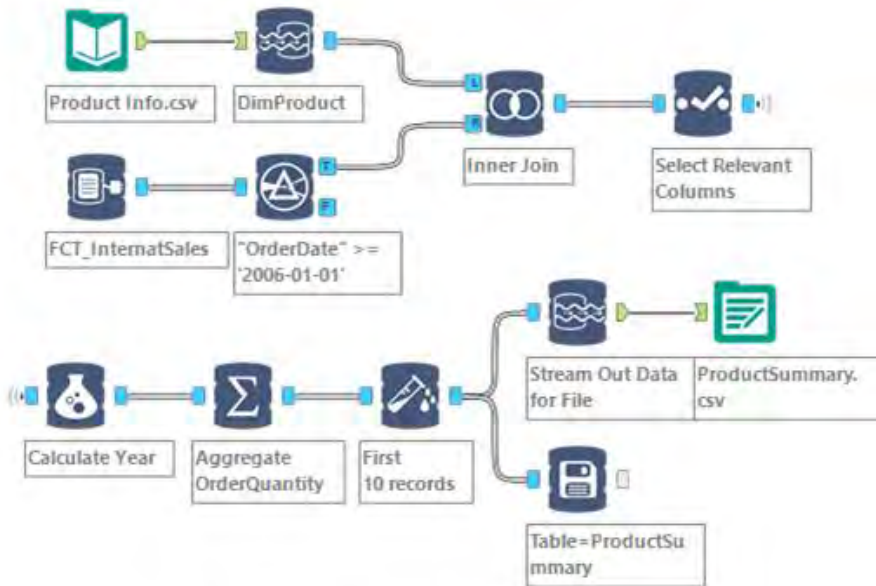 Product Info.csv
DimProduct
L
R
Inner Join
Select Relevant
Columns
T
F
FCT_InternatSales
"OrderDate" >=
'2006-01-01'
Calculate Year
Σ
Aggregate
OrderQuantity
First
10 records
Stream Out Data
for File
ProductSummary.
csv
Table=ProductSu
mmary